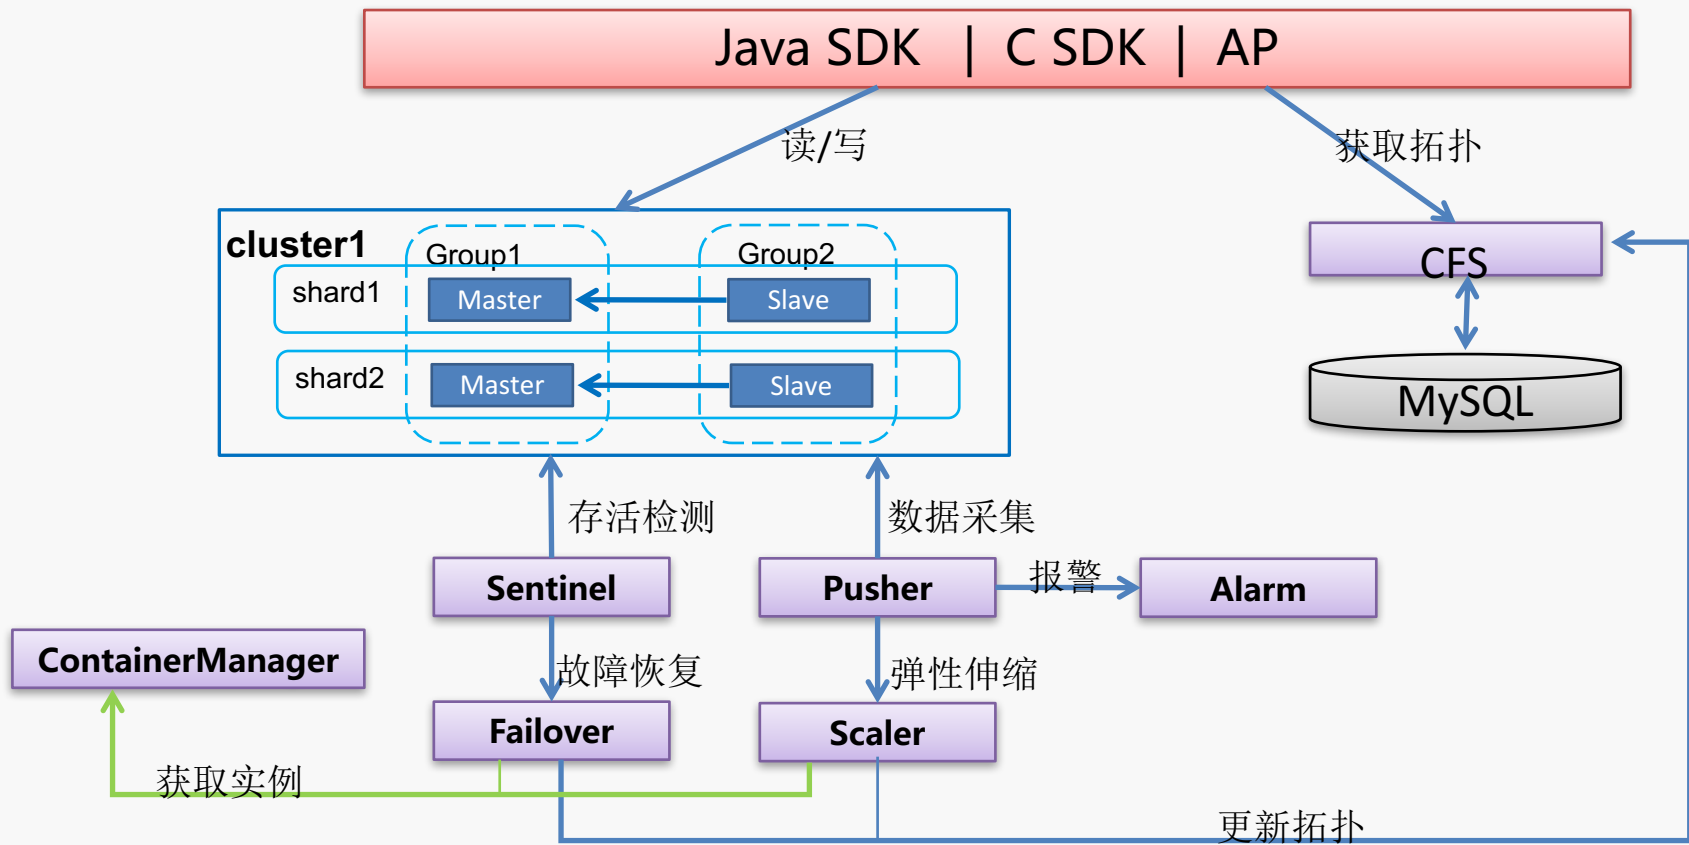 Java SDK | C SDK | AP
读/写
获取拓扑
cluster1
Group1
Group2
CFS
shard1
Master
Slave
shard2
Master
Slave
MySQL
存活检测
数据采集
Sentinel
Pusher
报警
Alarm
ContainerManager
故障恢复
弹性伸缩
Failover
Scaler
获取实例
更新拓扑